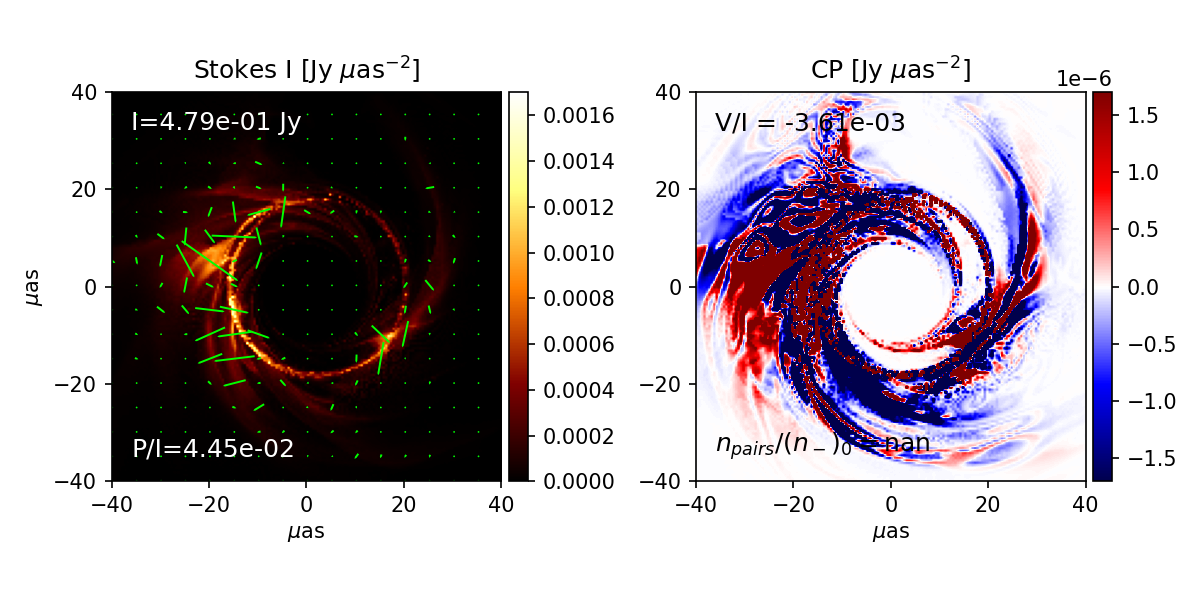 Stokes I [Jy μas⁻²]
I=4.79e-01 Jy
P/I=4.45e-02
40
20
0
−20
−40
μas
−40 −20 0 20 40
μas
0.0016
0.0014
0.0012
0.0010
0.0008
0.0006
0.0004
0.0002
0.0000
CP [Jy μas⁻²]
1e−6
V/I = -3.61e-03
n_pairs/(n_−)_0 = nan
40
20
0
−20
−40
−40 −20 0 20 40
μas
1.5
1.0
0.5
0.0
−0.5
−1.0
−1.5